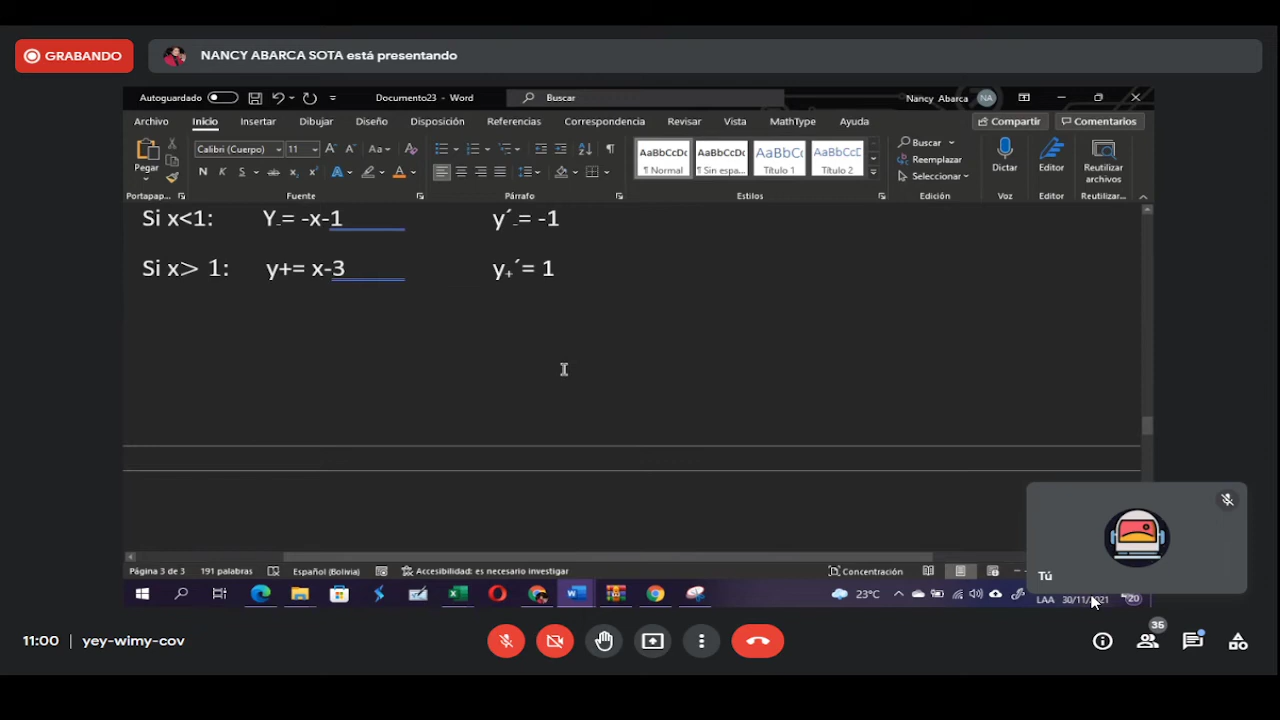 GRABANDO
NANCY ABARCA SOTA está presentando
Autoguardado
Documento23 - Word
Buscar
Nancy Abarca
NA
Archivo Inicio Insertar Dibujar Diseño Disposición Referencias Correspondencia Revisar Vista MathType Ayuda
Compartir
Comentarios
Pegar
Calibri (Cuerpo) 11
AaBbCcDc AaBbCcDc AaBbCc AaBbCcD
¶ Normal ¶ Sin espa... Título 1 Título 2
Buscar
Reemplazar
Seleccionar
Dictar
Editor
Reutilizar archivos
Portapap... Fuente Párrafo Estilos Edición Voz Editor Reutilizar...
Si x<1: Y₋= -x-1 y´₋= -1
Si x> 1: y+= x-3 y₊´= 1
Tú
Página 3 de 3 191 palabras Español (Bolivia) Accesibilidad: es necesario investigar Concentración
23°C
LAA 30/11/2021
20
11:00 | yey-wimy-cov
36